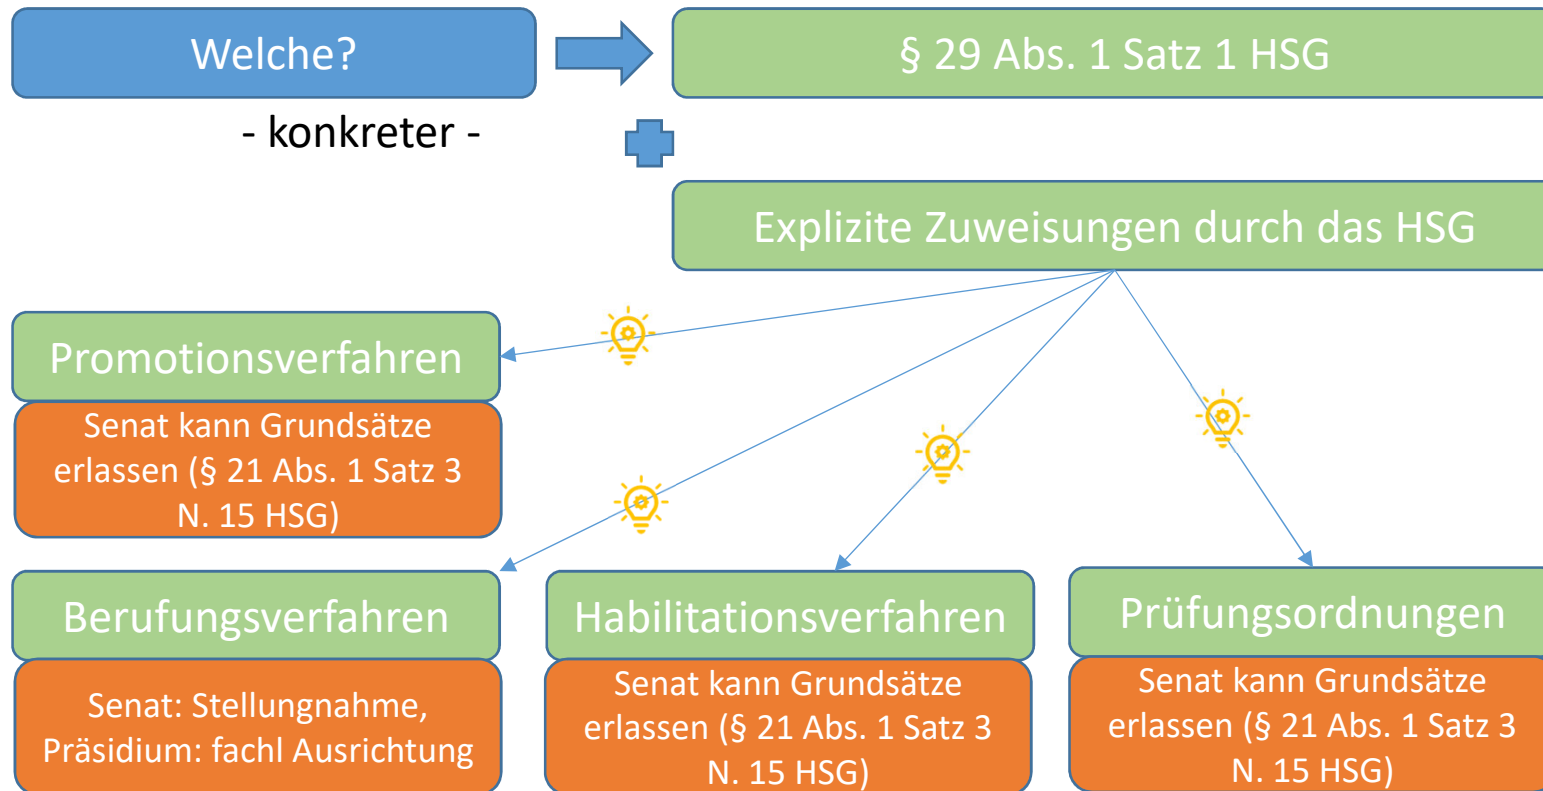 Welche?
§ 29 Abs. 1 Satz 1 HSG
- konkreter -
Explizite Zuweisungen durch das HSG
Promotionsverfahren
Senat kann Grundsätze
erlassen (§ 21 Abs. 1 Satz 3
N. 15 HSG)
Berufungsverfahren
Senat: Stellungnahme,
Präsidium: fachl Ausrichtung
Habilitationsverfahren
Senat kann Grundsätze
erlassen (§ 21 Abs. 1 Satz 3
N. 15 HSG)
Prüfungsordnungen
Senat kann Grundsätze
erlassen (§ 21 Abs. 1 Satz 3
N. 15 HSG)